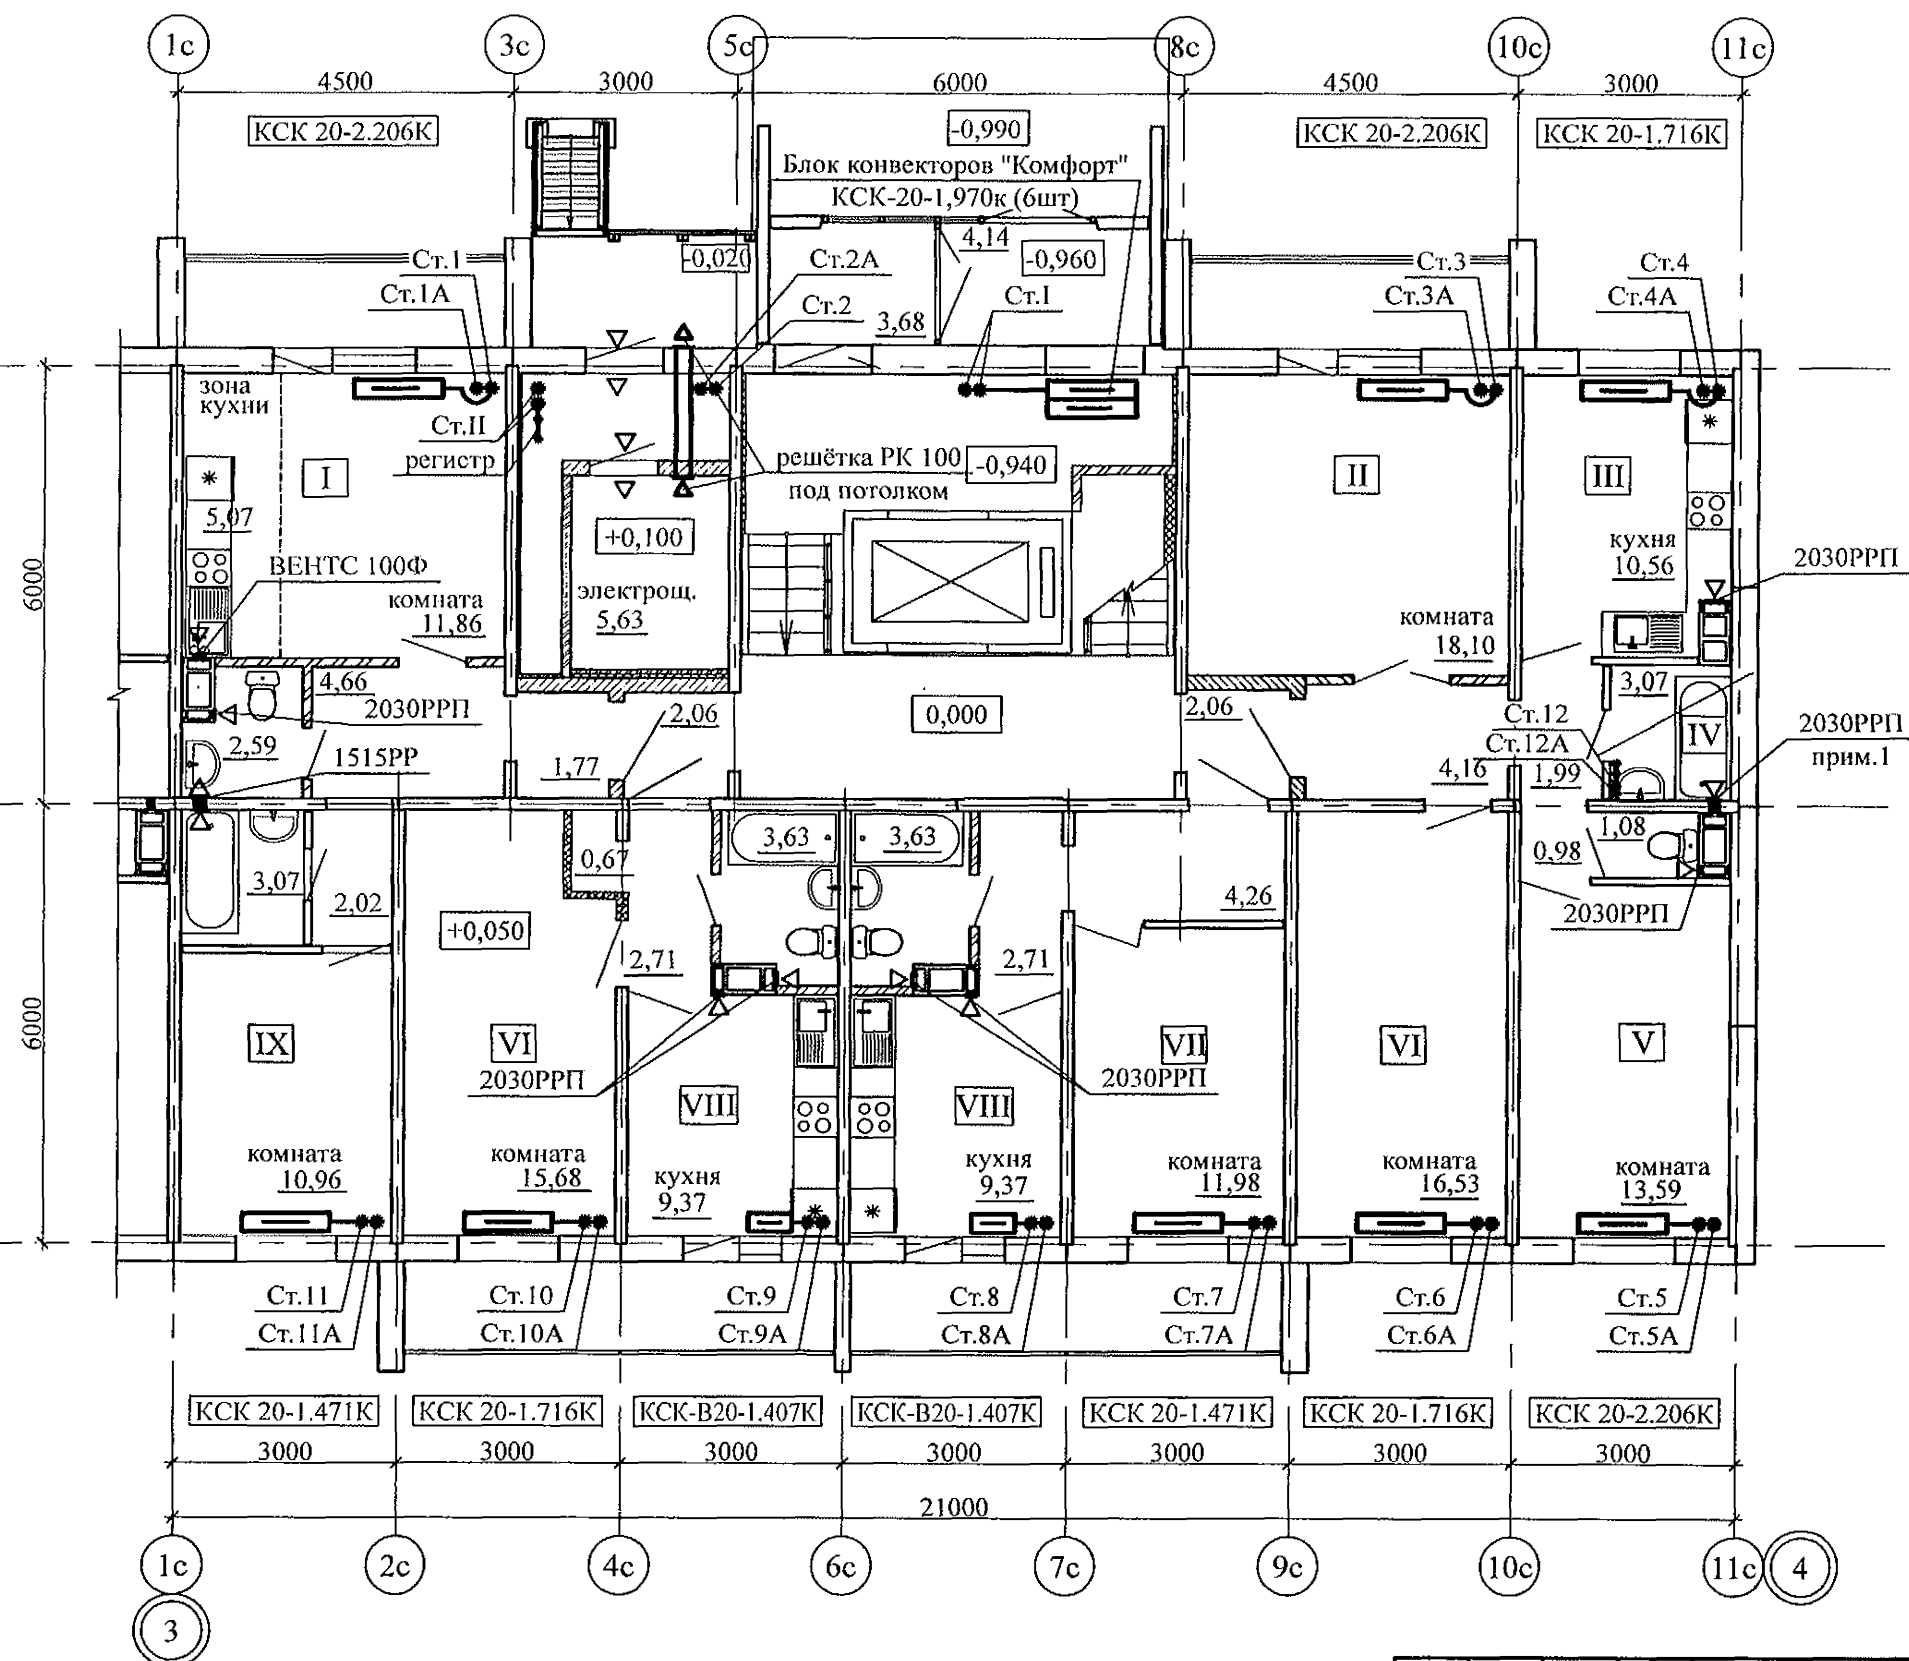 1с 3с 5с 8с 10с 11с
4500 3000 6000 4500 3000
КСК 20-2.206К -0,990 КСК 20-2,206К КСК 20-1.716К
Блок конвекторов "Комфорт"
КСК-20-1,970к (6шт)
4,14
Ст.1 -0,020 Ст.2А -0,960 Ст.3 Ст.4
Ст.1А Ст.2 Ст.I Ст.3А Ст.4А
3,68
зона
кухни
Ст.II
регистр решётка РК 100 -0,940
I под потолком II III
5,07 +0,100 кухня
ВЕНТС 100Ф 10,56 2030РРП
комната электрощ. комната
11,86 5,63 18,10
4,66 3,07
2030РРП 2,06 0,000 2,06 Ст.12 2030РРП
2,59 Ст.12А IV прим.1
1515РР 1,77 4,16 1,99
3,63 3,63 1,08
0,67 0,98
3,07
2,02 4,26 2030РРП
+0,050
2,71 2,71
IX VI VII VI V
2030РРП 2030РРП
VIII VIII
комната комната кухня кухня комната комната комната
10,96 15,68 9,37 9,37 11,98 16,53 13,59
Ст.11 Ст.10 Ст.9 Ст.8 Ст.7 Ст.6 Ст.5
Ст.11А Ст.10А Ст.9А Ст.8А Ст.7А Ст.6А Ст.5А
КСК 20-1.471К КСК 20-1.716К КСК-В20-1.407К КСК-В20-1.407К КСК 20-1.471К КСК 20-1.716К КСК 20-2.206К
3000 3000 3000 3000 3000 3000 3000
21000
1с 2с 4с 6с 7с 9с 10с 11с 4
3
6000
6000